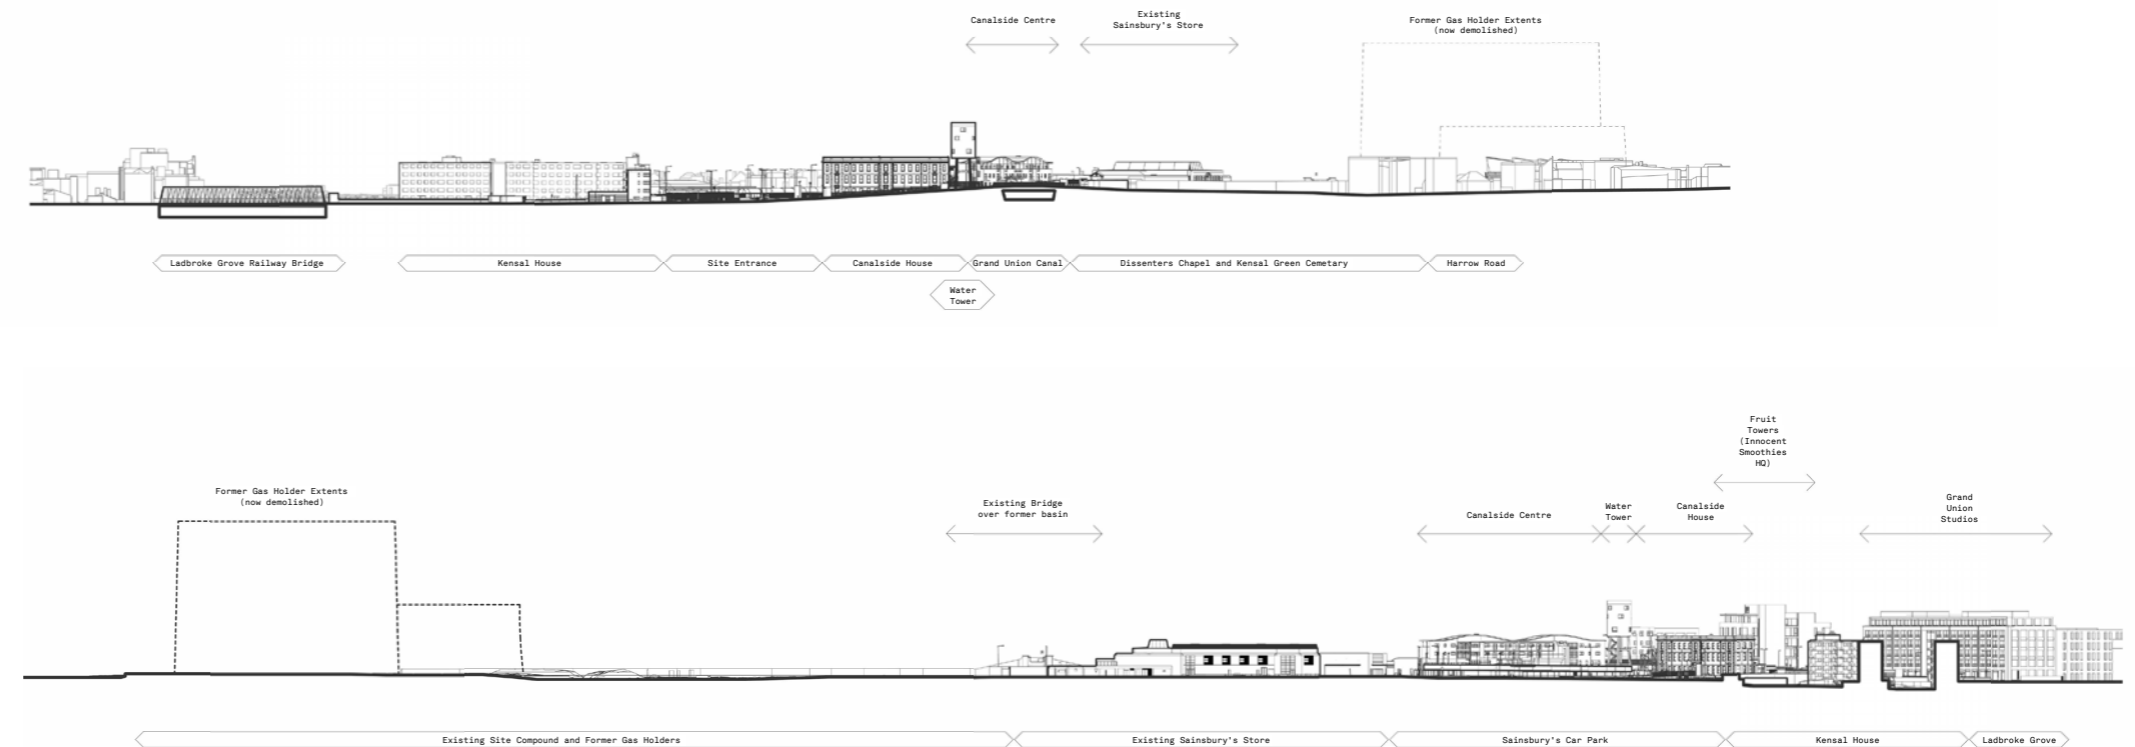 Canalside Centre
Existing
Sainsbury's Store
Former Gas Holder Extents
(now demolished)
Ladbroke Grove Railway Bridge
Kensal House
Site Entrance
Canalside House
Grand Union Canal
Dissenters Chapel and Kensal Green Cemetary
Harrow Road
Water
Tower
Fruit
Towers
(Innocent
Smoothies
HQ)
Former Gas Holder Extents
(now demolished)
Existing Bridge
over former basin
Canalside Centre
Water
Tower
Canalside
House
Grand
Union
Studios
Existing Site Compound and Former Gas Holders
Existing Sainsbury's Store
Sainsbury's Car Park
Kensal House
Ladbroke Grove